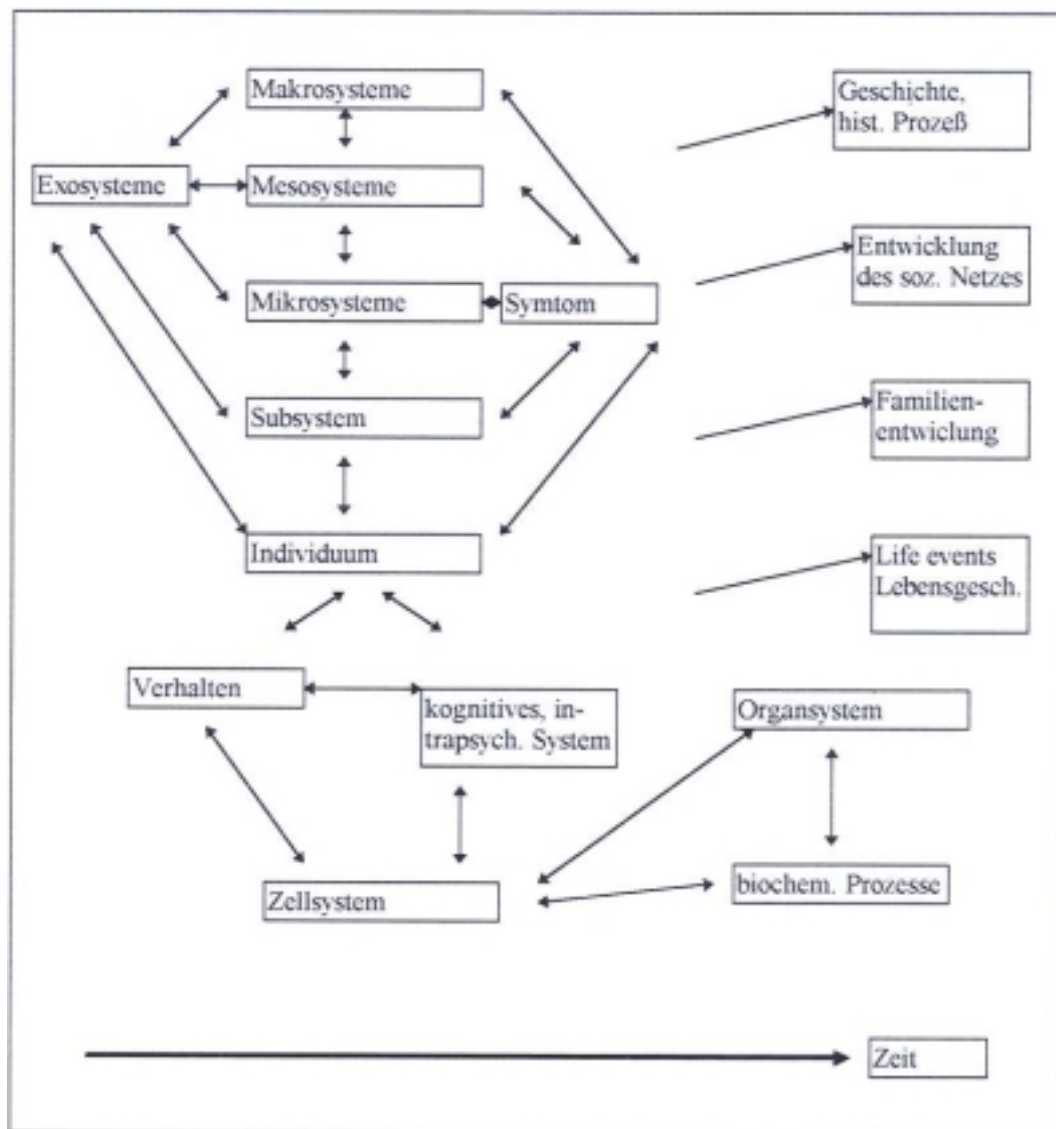 Makrosysteme
Geschichte,
hist. Prozeß
Exosysteme
Mesosysteme
Entwicklung
des soz. Netzes
Mikrosysteme
Symtom
Subsystem
Familien-
entwiclung
Individuum
Life events
Lebensgesch.
Verhalten
kognitives, in-
trapsych. System
Organsystem
Zellsystem
biochem. Prozesse
Zeit